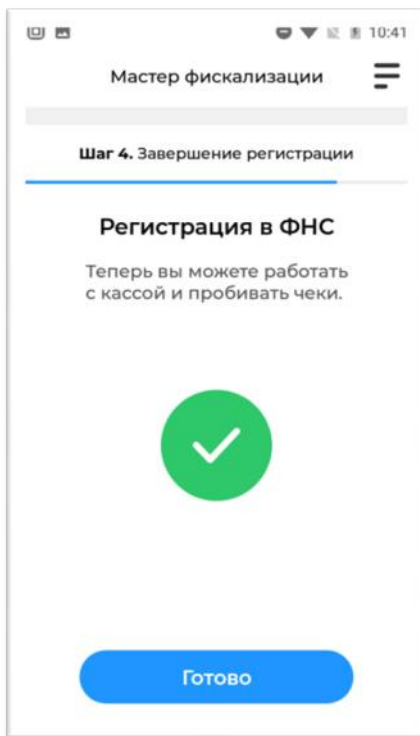 10:41
Мастер фискализации
Шаг 4. Завершение регистрации
Регистрация в ФНС
Теперь вы можете работать
с кассой и пробивать чеки.
Готово